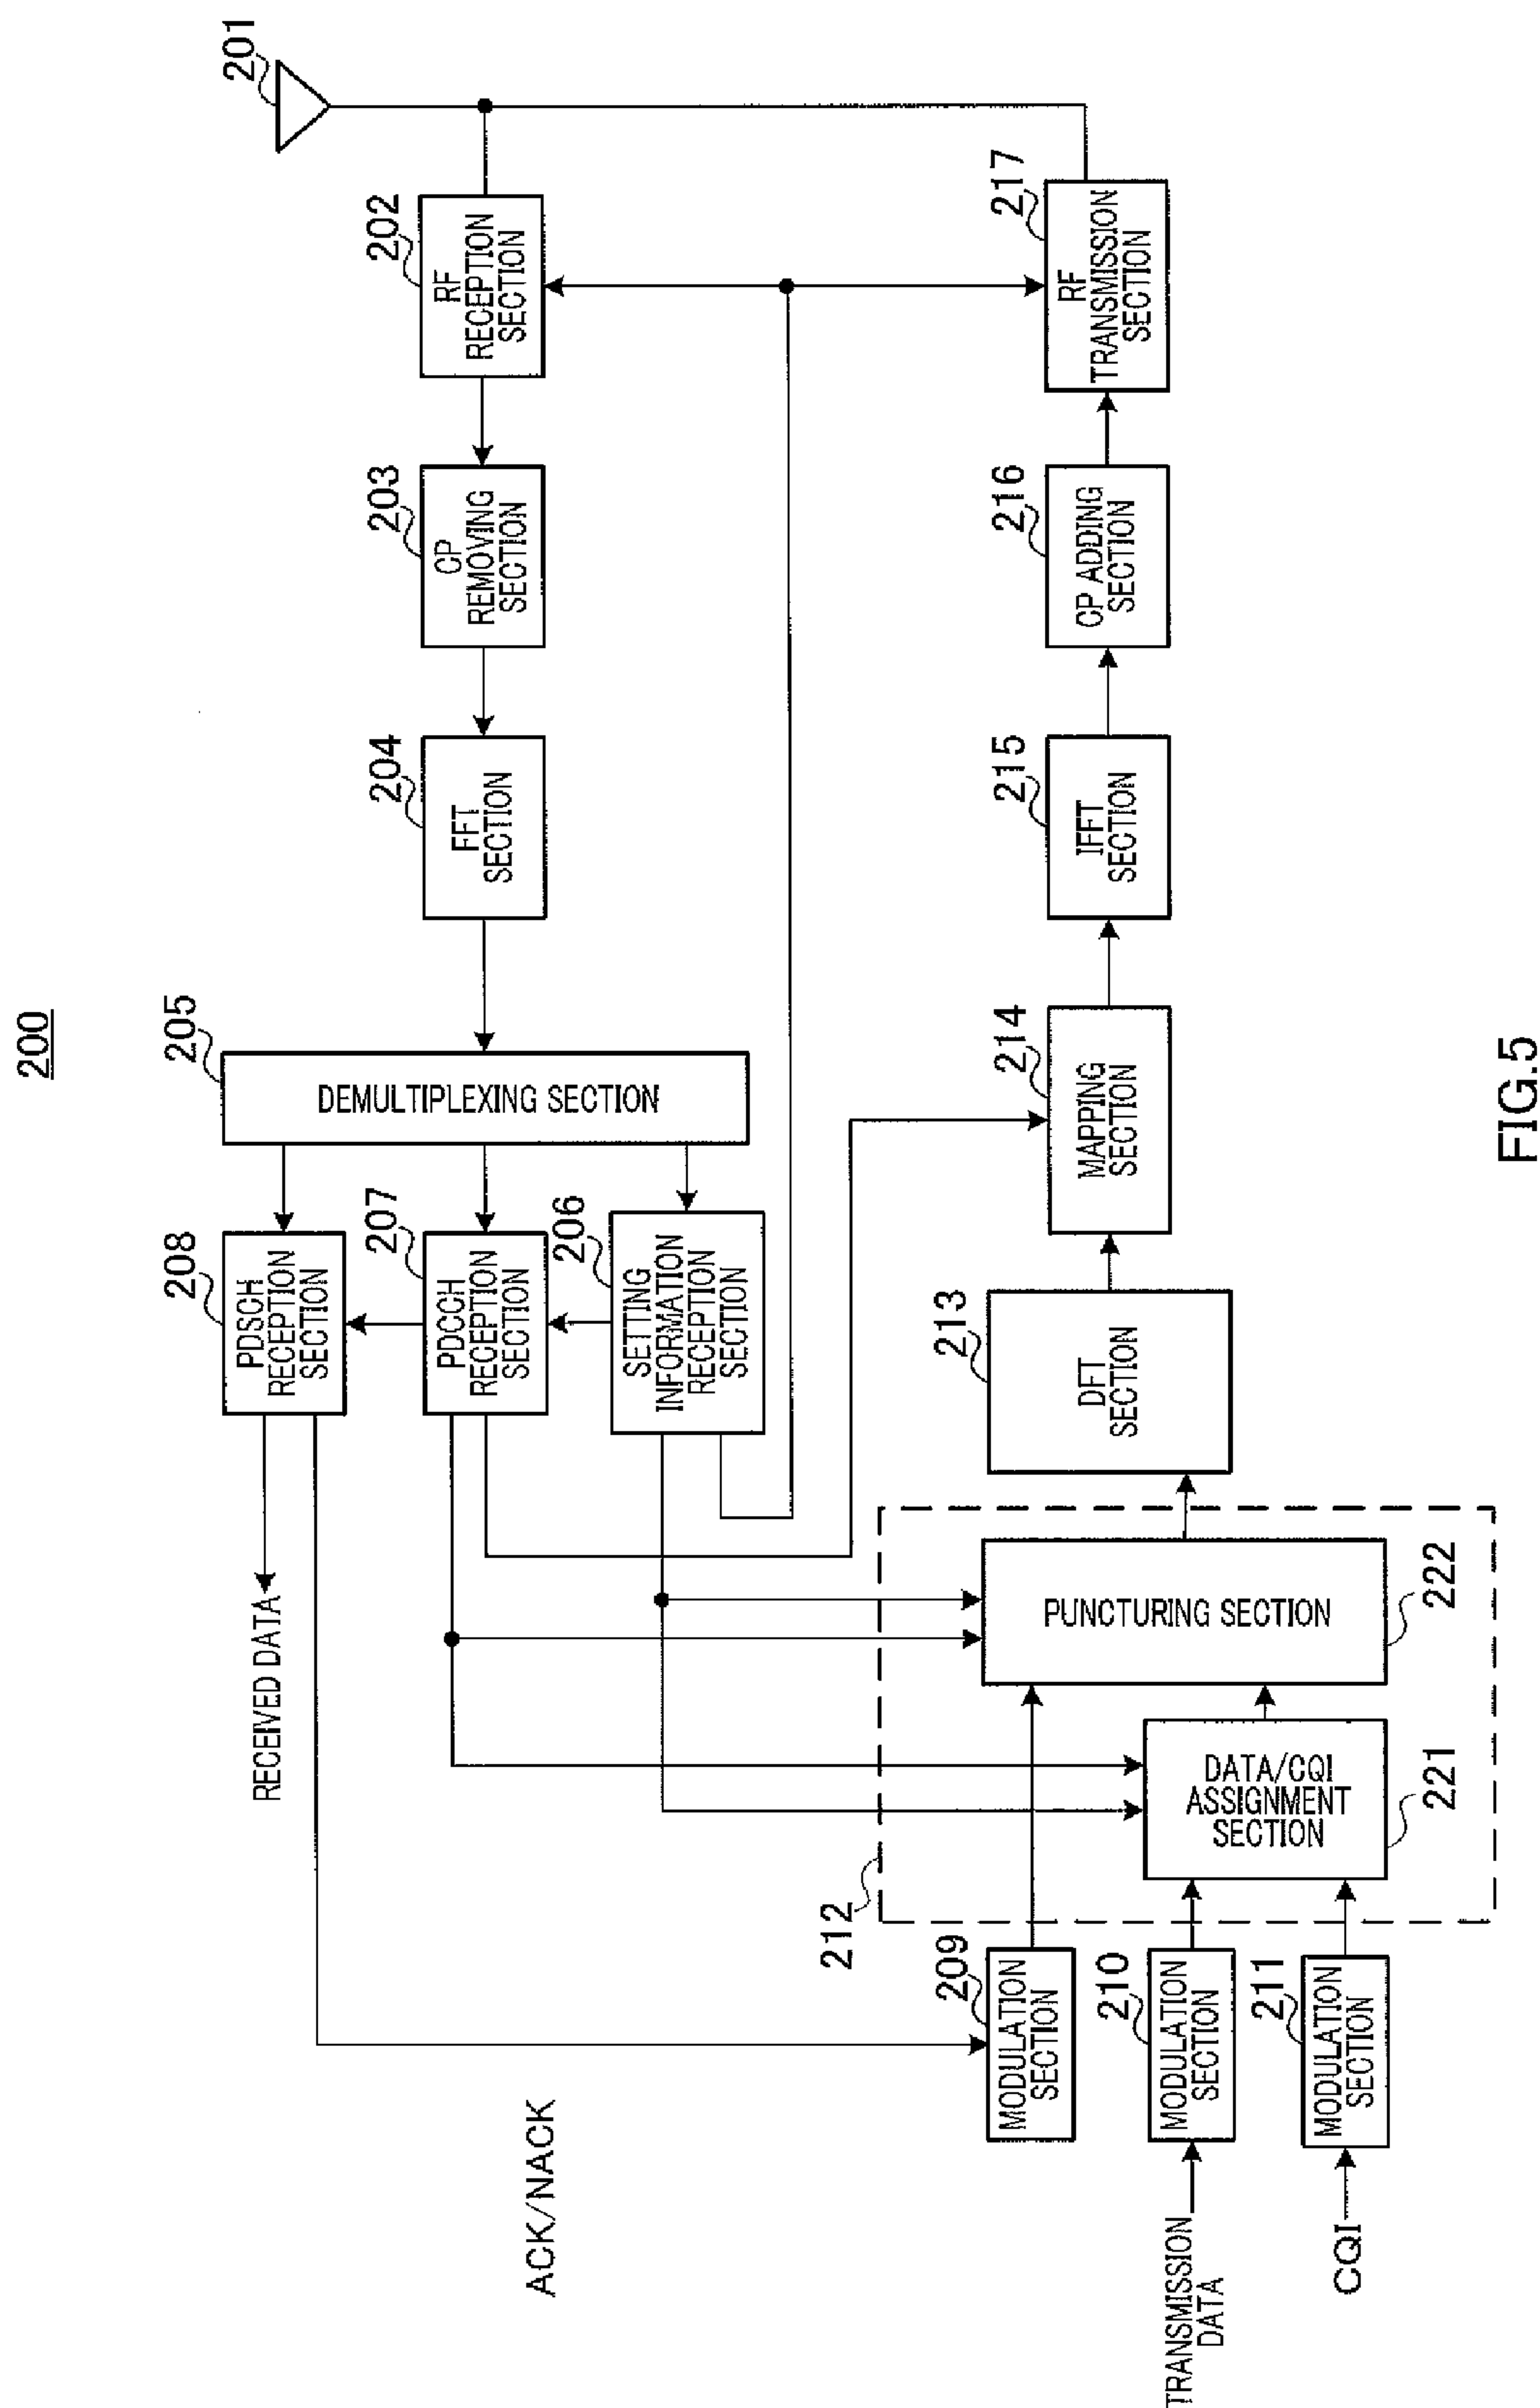 200
201
RF
RECEPTION
SECTION
202
CP
REMOVING
SECTION
203
FFT
SECTION
204
DEMULTIPLEXING SECTION
205
PDSCH
RECEPTION
SECTION
208
PDCCH
RECEPTION
SECTION
207
SETTING
INFORMATION
RECEPTION
SECTION
206
RECEIVED DATA
ACK/NACK
MODULATION
SECTION
209
TRANSMISSION
DATA
MODULATION
SECTION
210
CQI
MODULATION
SECTION
211
212
DATA/CQI
ASSIGNMENT
SECTION
221
PUNCTURING SECTION
222
DFT
SECTION
213
MAPPING
SECTION
214
IFFT
SECTION
215
CP ADDING
SECTION
216
RF
TRANSMISSION
SECTION
217
FIG.5